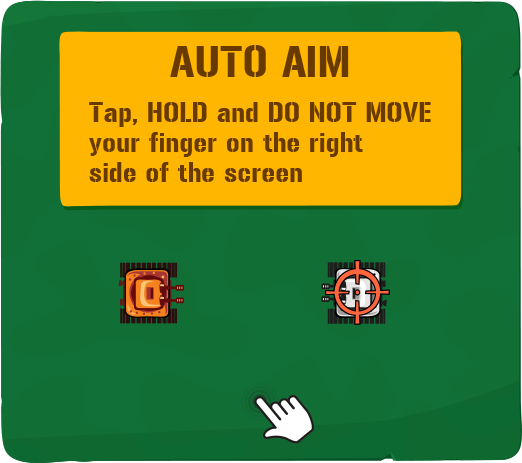 AUTO AIM
Tap, HOLD and DO NOT MOVE
your finger on the right
side of the screen